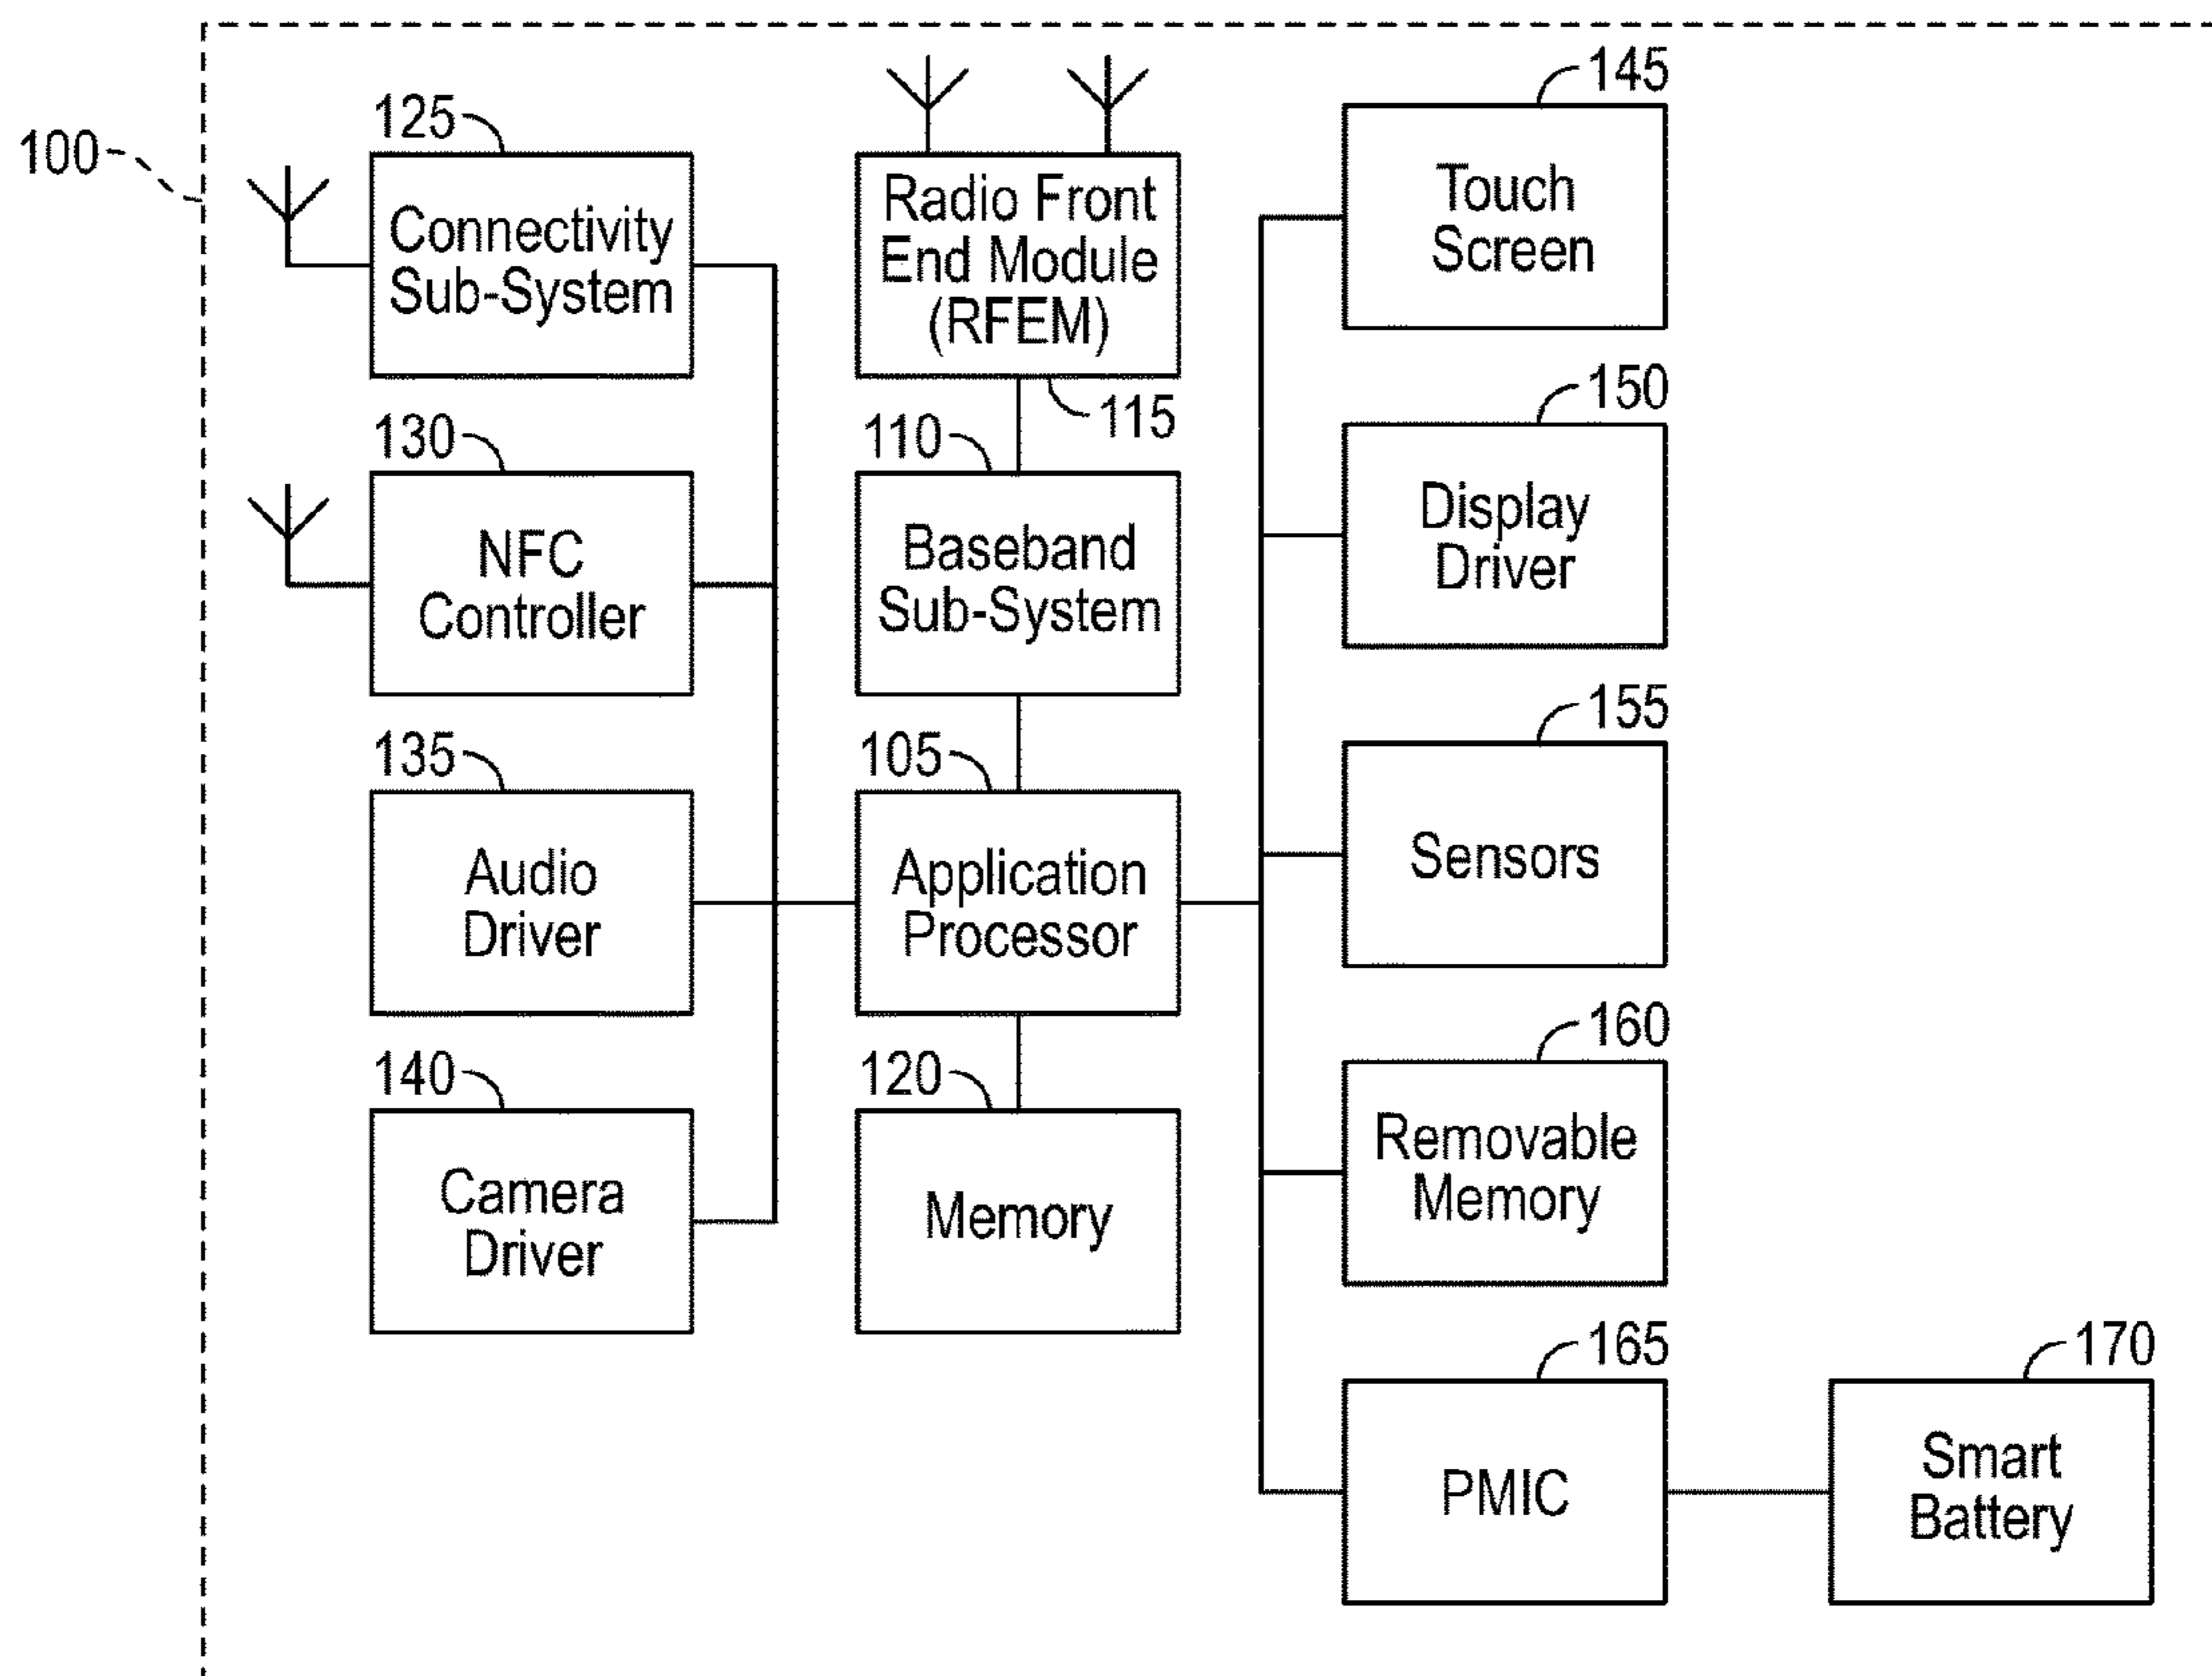 100
125
Connectivity
Sub-System
130
NFC
Controller
135
Audio
Driver
140
Camera
Driver
Radio Front
End Module
(RFEM)
115
110
Baseband
Sub-System
105
Application
Processor
120
Memory
145
Touch
Screen
150
Display
Driver
155
Sensors
160
Removable
Memory
165
PMIC
170
Smart
Battery